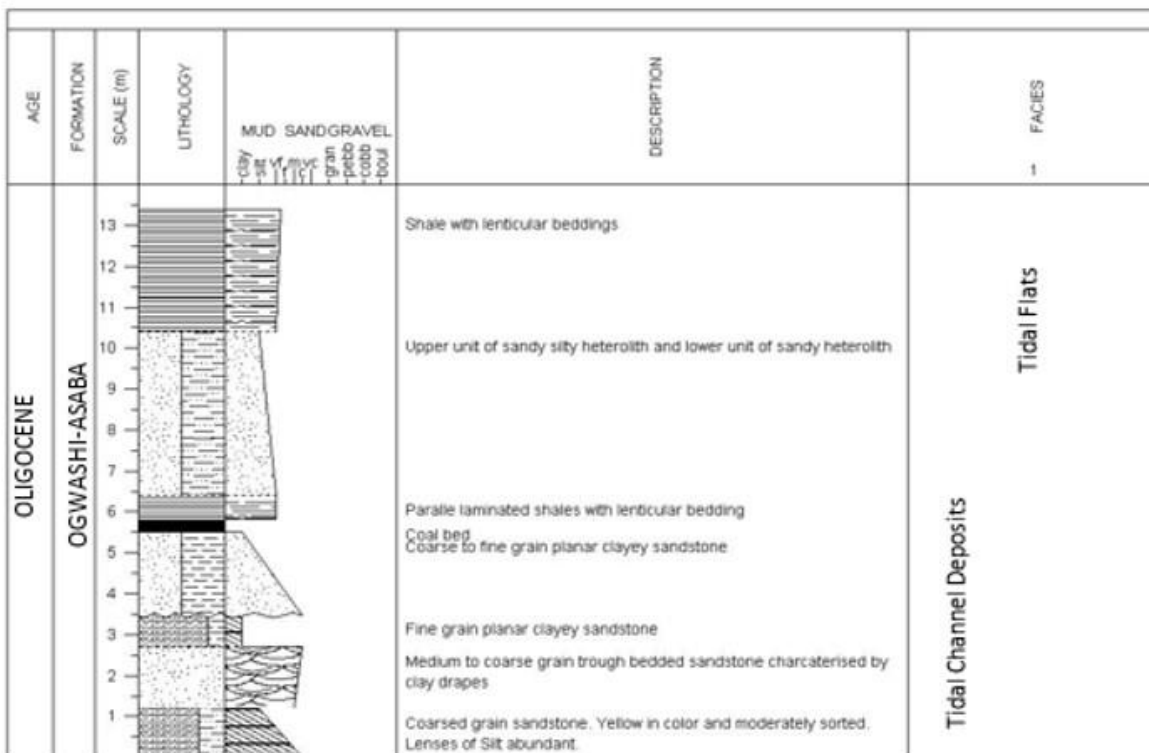 AGE
FORMATION
SCALE (m)
LITHOLOGY
MUD SANDGRAVEL
clay
silt
vf
f
m
c
vc
gran
pebb
cobb
boul
DESCRIPTION
FACIES
1
OLIGOCENE
OGWASHI-ASABA
13
12
11
10
9
8
7
6
5
4
3
2
1
Shale with lenticular beddings
Upper unit of sandy silty heterolith and lower unit of sandy heterolith
Paralle laminated shales with lenticular bedding
Coal bed
Coarse to fine grain planar clayey sandstone
Fine grain planar clayey sandstone
Medium to coarse grain trough bedded sandstone charcaterised by
clay drapes
Coarsed grain sandstone. Yellow in color and moderately sorted.
Lenses of Silt abundant.
Tidal Flats
Tidal Channel Deposits